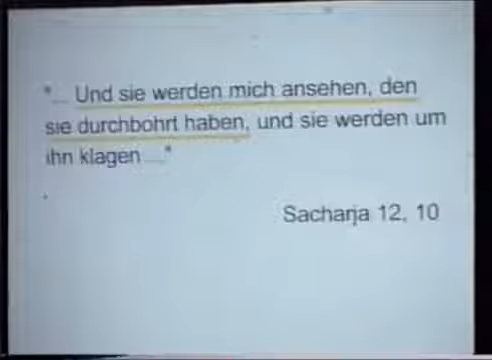 "... Und sie werden mich ansehen, den
sie durchbohrt haben, und sie werden um
ihn klagen ..."
Sacharja 12, 10